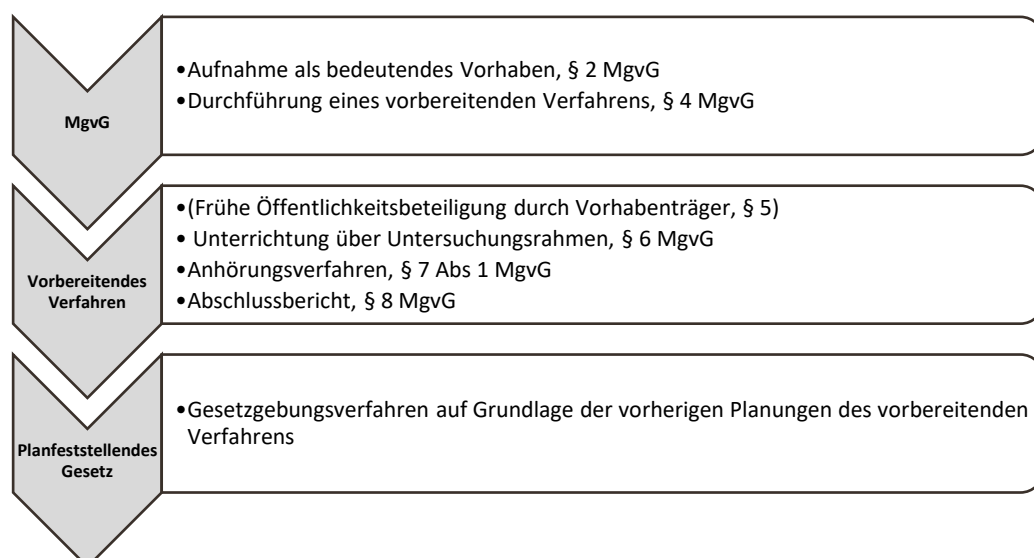 MgvG
•Aufnahme als bedeutendes Vorhaben, § 2 MgvG
•Durchführung eines vorbereitenden Verfahrens, § 4 MgvG
Vorbereitendes
Verfahren
•(Frühe Öffentlichkeitsbeteiligung durch Vorhabenträger, § 5)
• Unterrichtung über Untersuchungsrahmen, § 6 MgvG
•Anhörungsverfahren, § 7 Abs 1 MgvG
•Abschlussbericht, § 8 MgvG
Planfeststellendes
Gesetz
•Gesetzgebungsverfahren auf Grundlage der vorherigen Planungen des vorbereitenden
Verfahrens